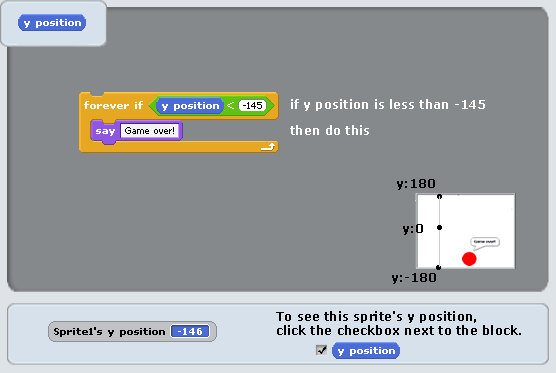 y position
forever if y position < -145
if y position is less than -145
say Game over!
then do this
y:180
y:0
Game over!
y:-180
Sprite1's y position -146
To see this sprite's y position,
click the checkbox next to the block.
y position